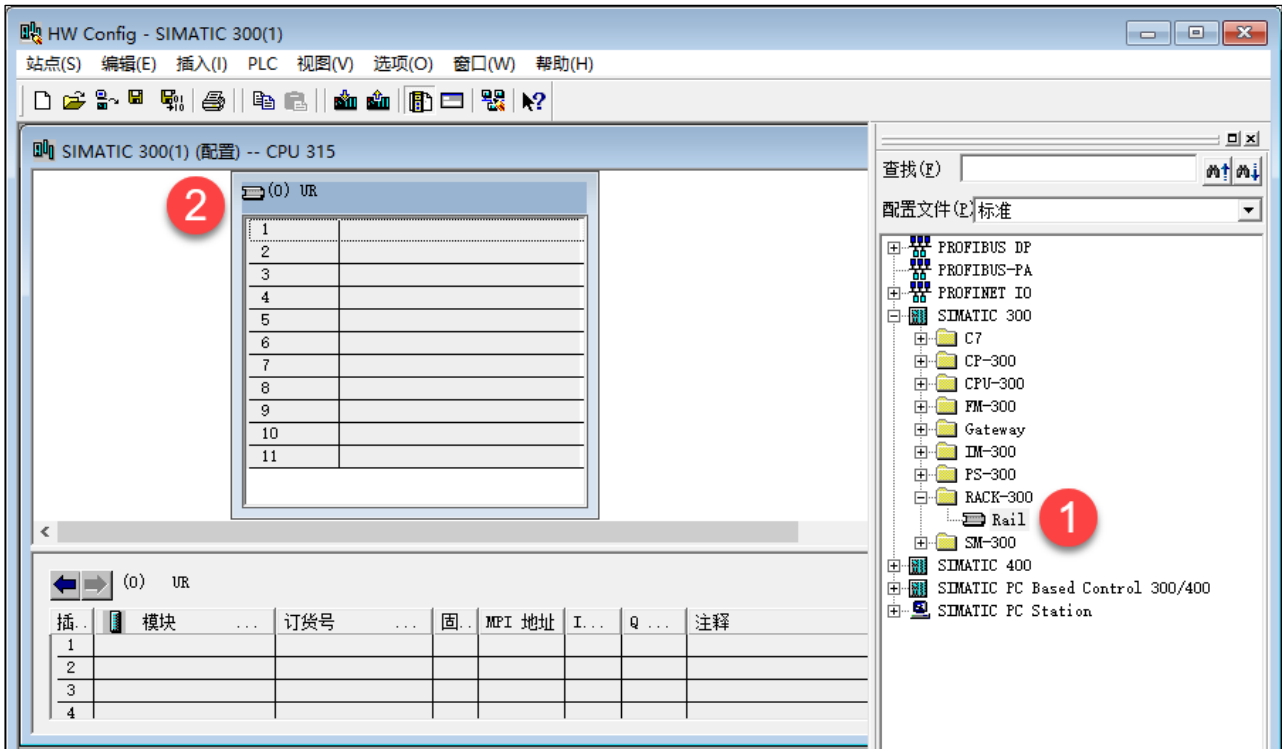 HW Config - SIMATIC 300(1)
站点(S) 编辑(E) 插入(I) PLC 视图(V) 选项(O) 窗口(W) 帮助(H)
SIMATIC 300(1) (配置) -- CPU 315
2
(0) UR
1
2
3
4
5
6
7
8
9
10
11
(0) UR
插.. 模块 ... 订货号 ... 固.. MPI 地址 I... Q ... 注释
1
2
3
4
查找(F)
配置文件(P) 标准
PROFIBUS DP
PROFIBUS-PA
PROFINET IO
SIMATIC 300
C7
CP-300
CPU-300
FM-300
Gateway
IM-300
PS-300
RACK-300
Rail
1
SM-300
SIMATIC 400
SIMATIC PC Based Control 300/400
SIMATIC PC Station